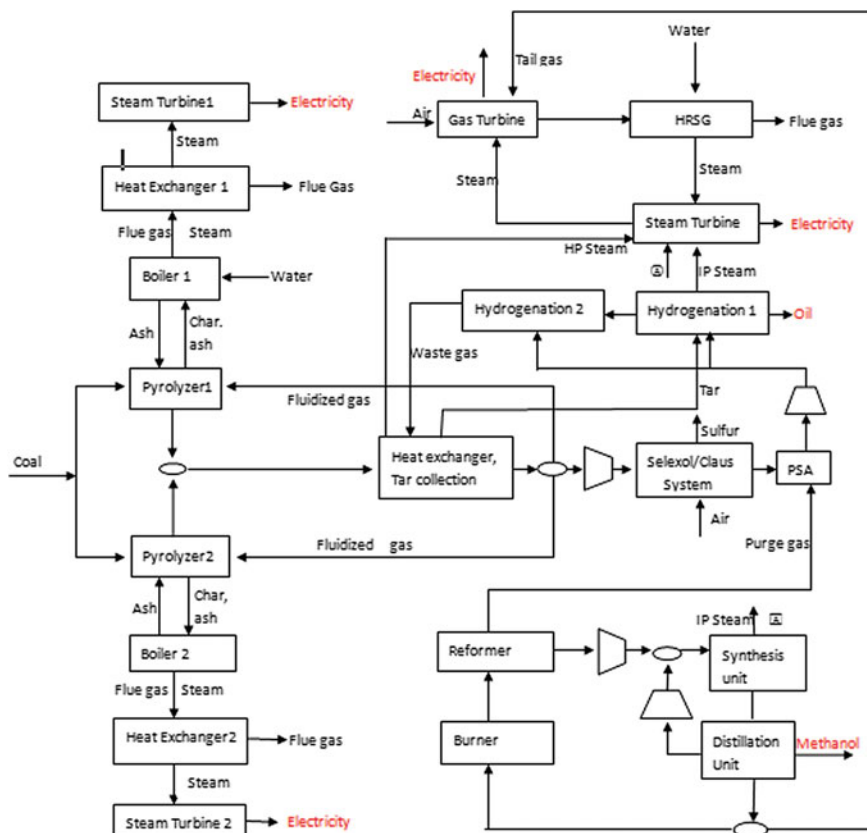 Water
Tail gas
Electricity
Steam Turbine1
Electricity
Air
Gas Turbine
HRSG
Flue gas
Steam
Steam
Steam
Heat Exchanger 1
Flue Gas
Steam Turbine
Electricity
Flue gas
Steam
HP Steam
A
IP Steam
Boiler 1
Water
Hydrogenation 2
Hydrogenation 1
Oil
Ash
Char.
ash
Waste gas
Pyrolyzer1
Fluidized gas
Tar
Sulfur
Coal
Heat exchanger,
Tar collection
Selexol/Claus
System
PSA
Air
Pyrolyzer2
Fluidized gas
Purge gas
Ash
Char,
ash
IP Steam
A
Boiler 2
Reformer
Synthesis
unit
Flue gas
Steam
Heat Exchanger2
Flue gas
Burner
Distillation
Unit
Methanol
Steam
Steam Turbine 2
Electricity